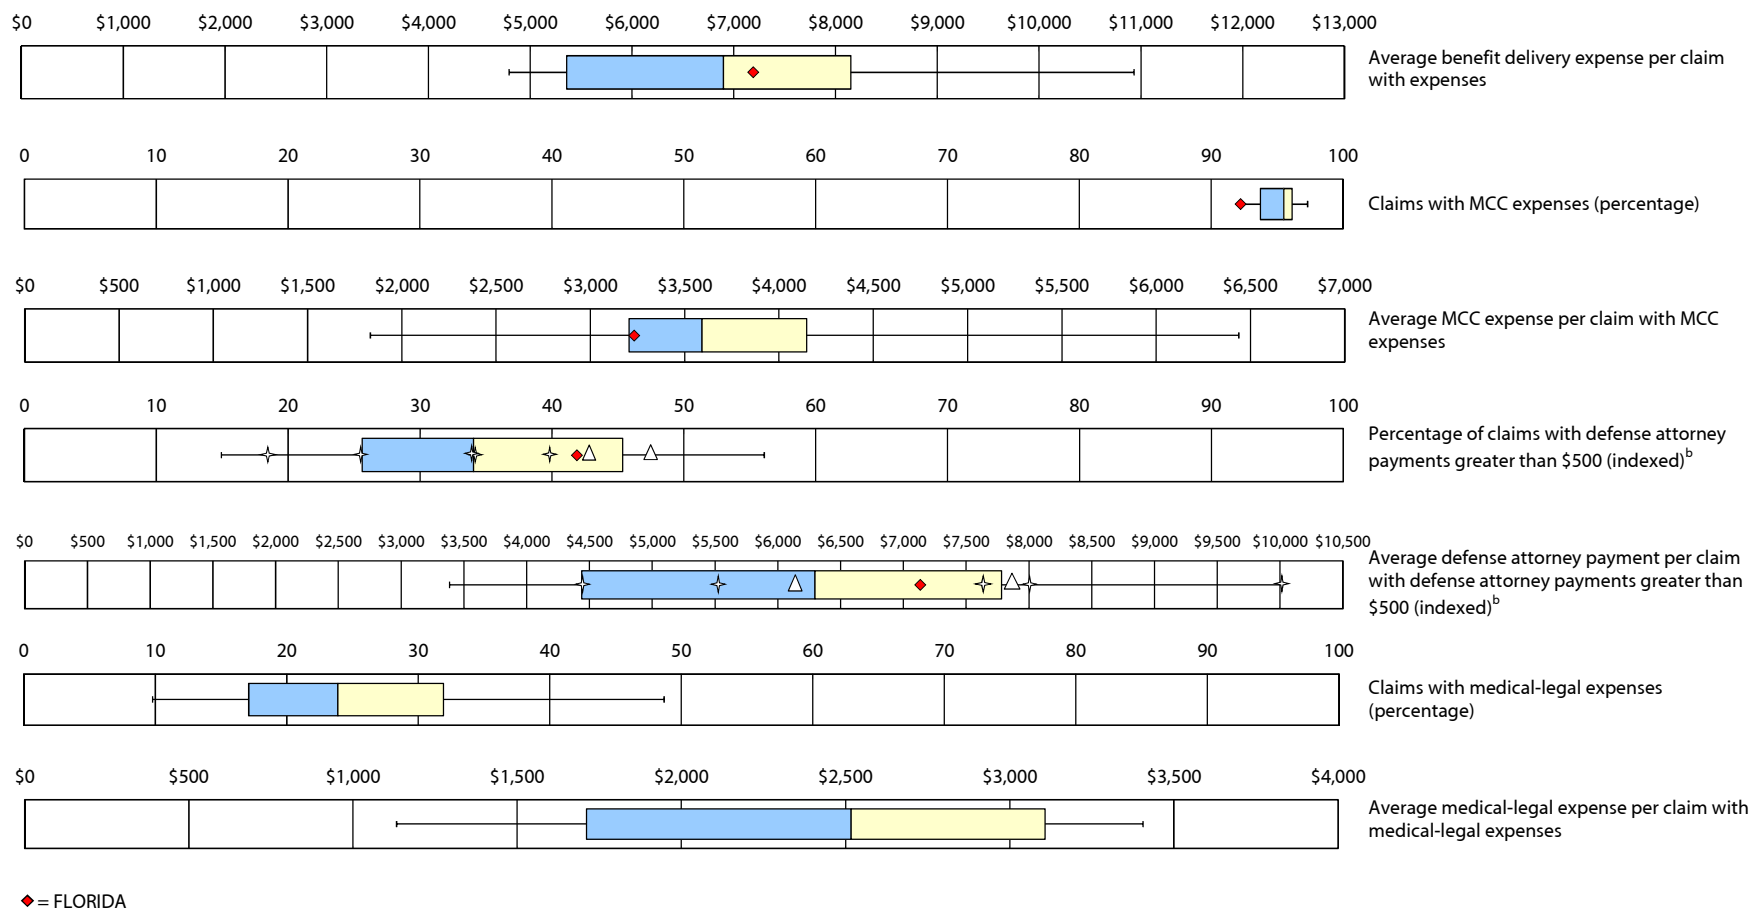 $0 $1,000 $2,000 $3,000 $4,000 $5,000 $6,000 $7,000 $8,000 $9,000 $10,000 $11,000 $12,000 $13,000
Average benefit delivery expense per claim
with expenses
0 10 20 30 40 50 60 70 80 90 100
Claims with MCC expenses (percentage)
$0 $500 $1,000 $1,500 $2,000 $2,500 $3,000 $3,500 $4,000 $4,500 $5,000 $5,500 $6,000 $6,500 $7,000
Average MCC expense per claim with MCC
expenses
0 10 20 30 40 50 60 70 80 90 100
Percentage of claims with defense attorney
payments greater than $500 (indexed)b
$0 $500 $1,000 $1,500 $2,000 $2,500 $3,000 $3,500 $4,000 $4,500 $5,000 $5,500 $6,000 $6,500 $7,000 $7,500 $8,000 $8,500 $9,000 $9,500 $10,000 $10,500
Average defense attorney payment per claim
with defense attorney payments greater than
$500 (indexed)b
0 10 20 30 40 50 60 70 80 90 100
Claims with medical-legal expenses
(percentage)
$0 $500 $1,000 $1,500 $2,000 $2,500 $3,000 $3,500 $4,000
Average medical-legal expense per claim with
medical-legal expenses
= FLORIDA